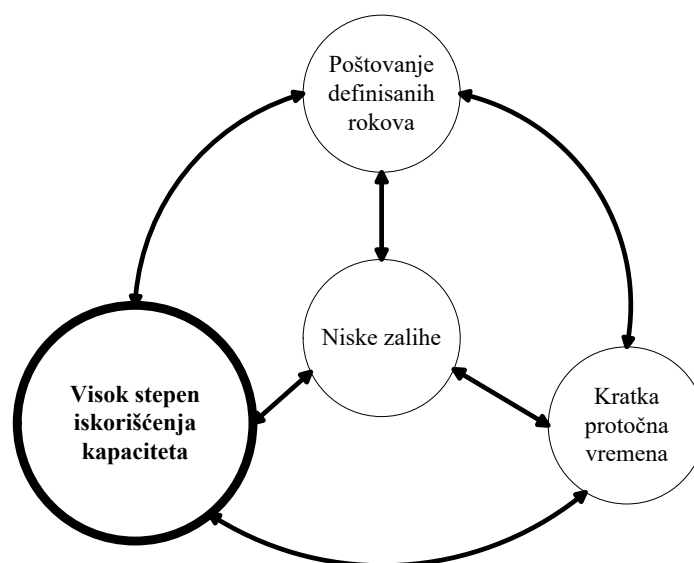 Poštovanje
definisanih
rokova
Niske zalihe
Visok stepen
iskorišćenja
kapaciteta
Kratka
protočna
vremena